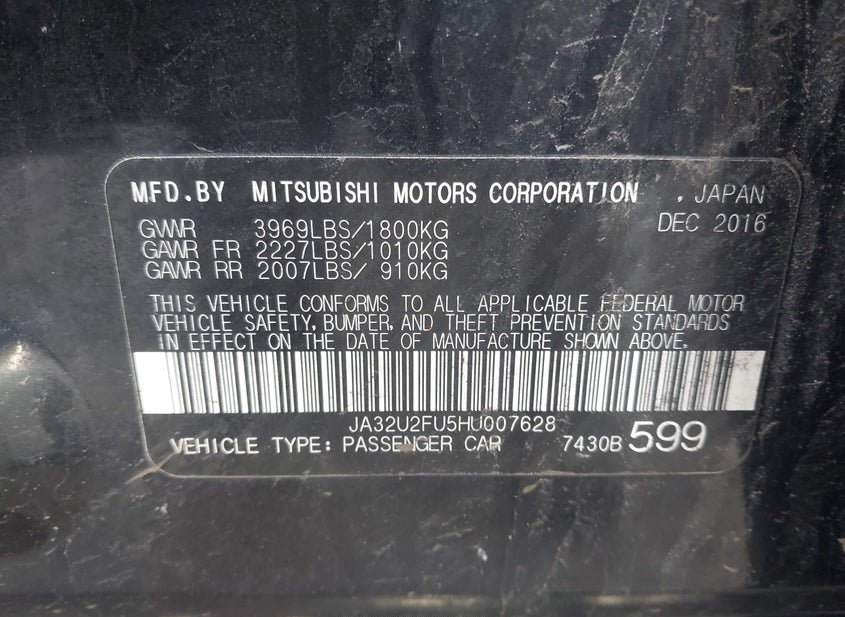 MFD.BY MITSUBISHI MOTORS CORPORATION , JAPAN
DEC 2016
GVWR 3969LBS/1800KG
GAWR FR 2227LBS/1010KG
GAWR RR 2007LBS/ 910KG
THIS VEHICLE CONFORMS TO ALL APPLICABLE FEDERAL MOTOR
VEHICLE SAFETY, BUMPER, AND THEFT PREVENTION STANDARDS
IN EFFECT ON THE DATE OF MANUFACTURE SHOWN ABOVE.
JA32U2FU5HU007628
VEHICLE TYPE: PASSENGER CAR 7430B 599